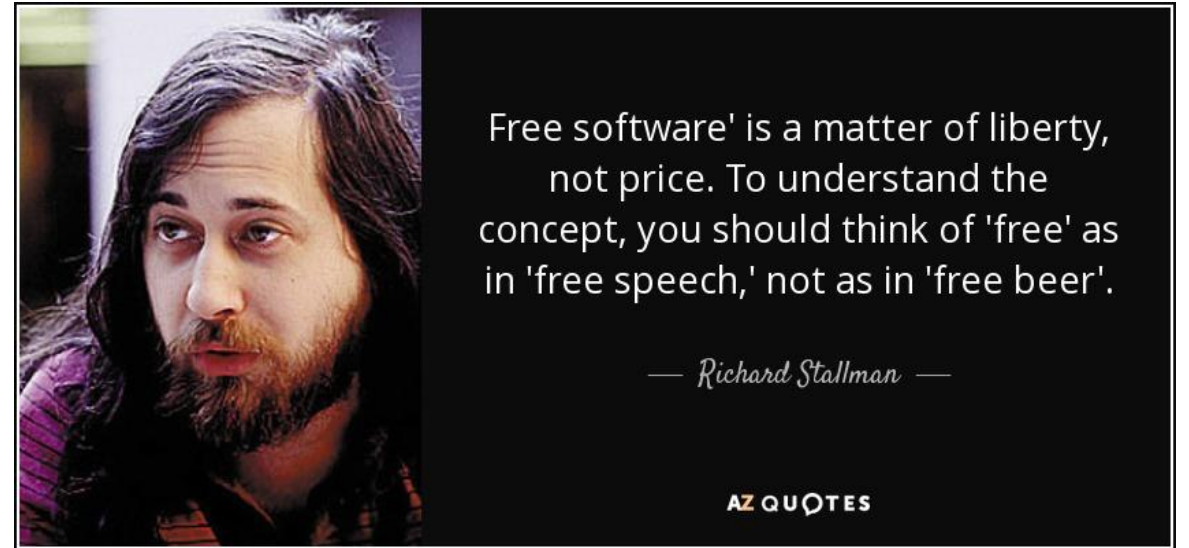 Free software' is a matter of liberty,
not price. To understand the
concept, you should think of 'free' as
in 'free speech,' not as in 'free beer'.
Richard Stallman
AZ QUOTES